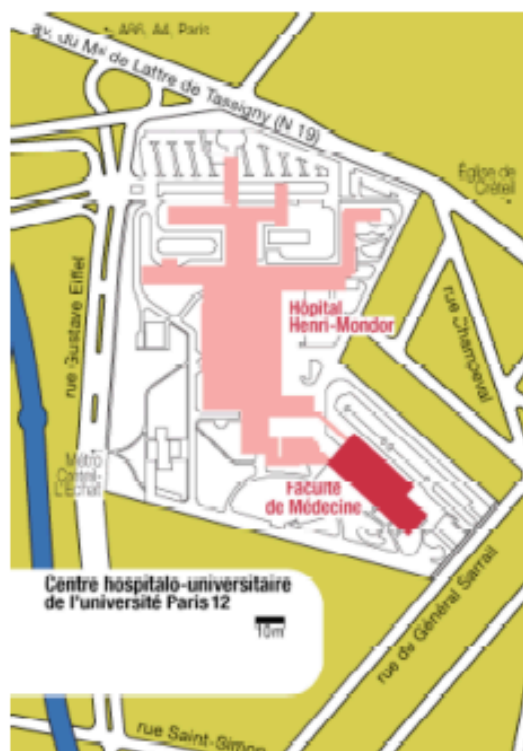 A86, A4, Paris
av. du Mal de Lattre de Tassigny (N 19)
Église de
Créteil
rue Gustave Eiffel
Hôpital
Henri-Mondor
rue Champeval
Métro
Créteil-
L'Échat
Faculté
de Médecine
Centre hospitalo-universitaire
de l'université Paris 12
10m
rue du Général Sarrail
rue Saint-Simon